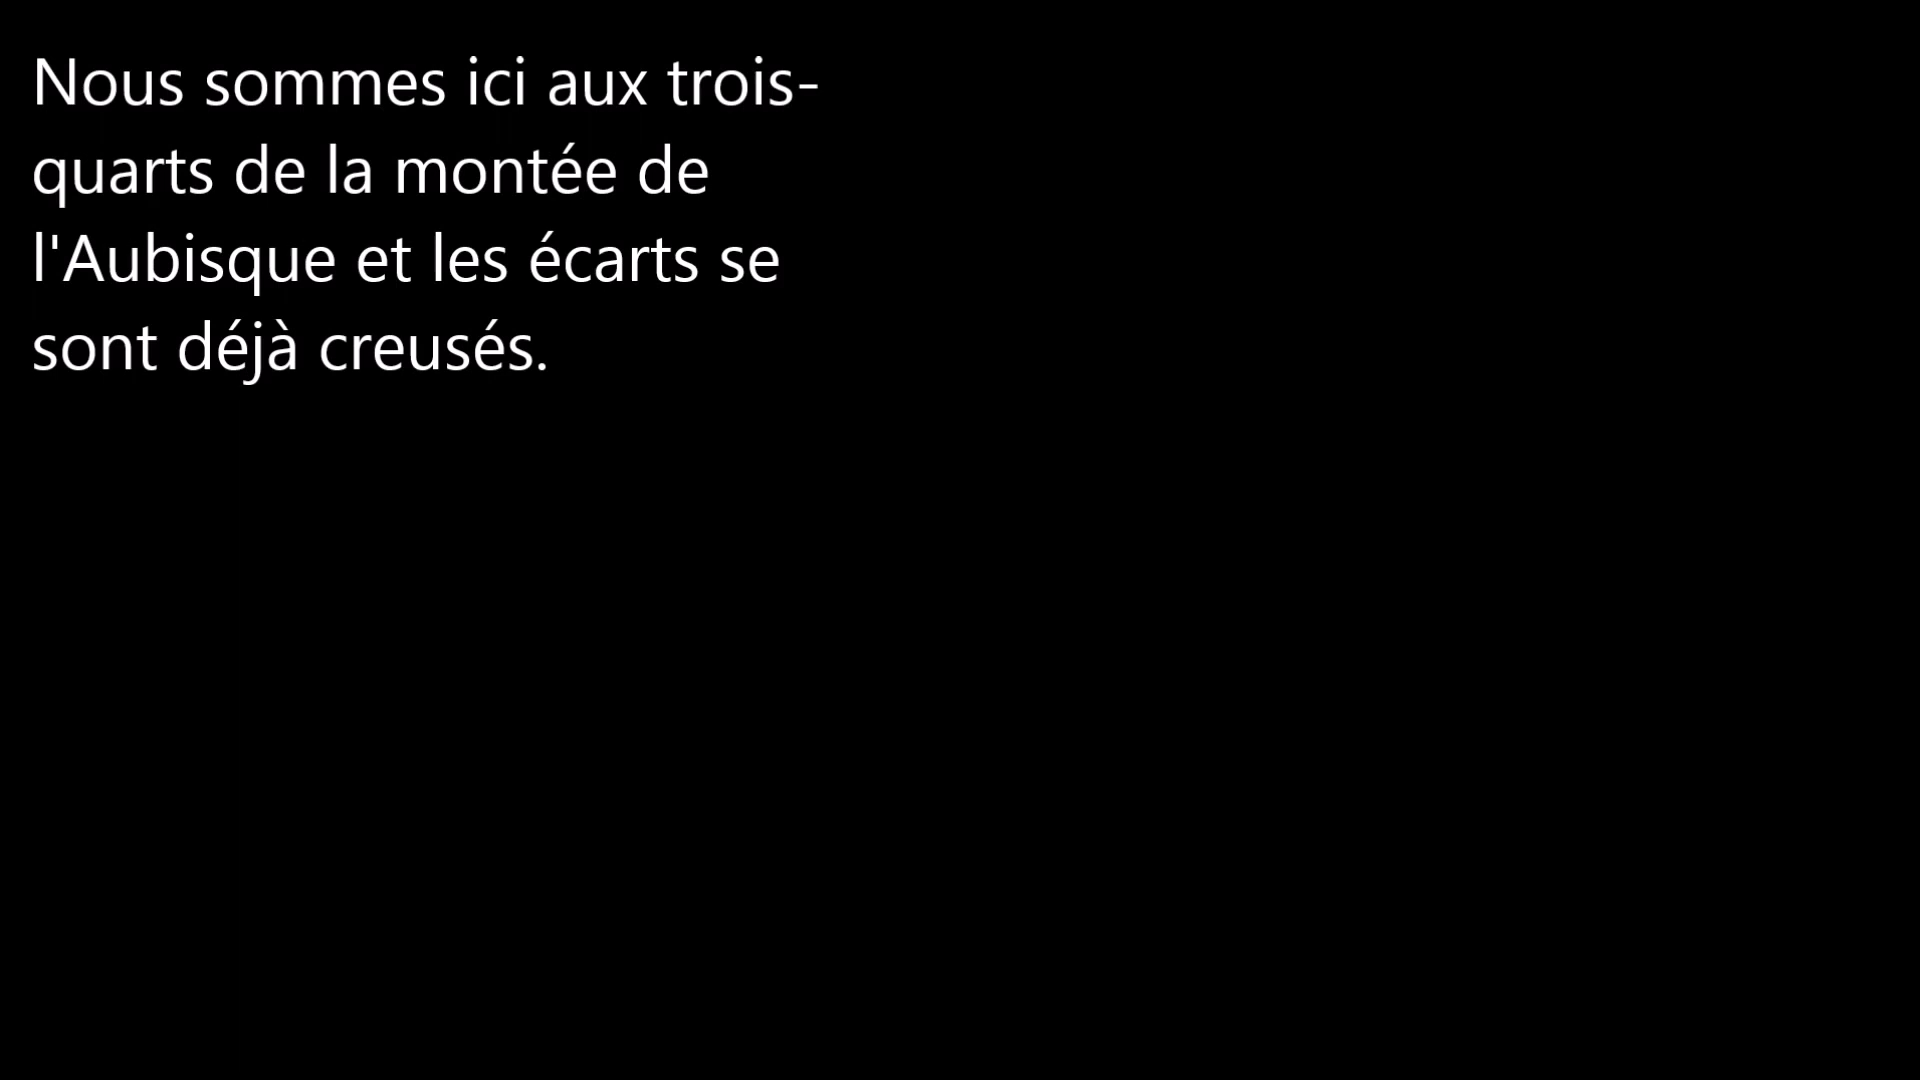 Nous sommes ici aux trois-
quarts de la montée de
l'Aubisque et les écarts se
sont déjà creusés.